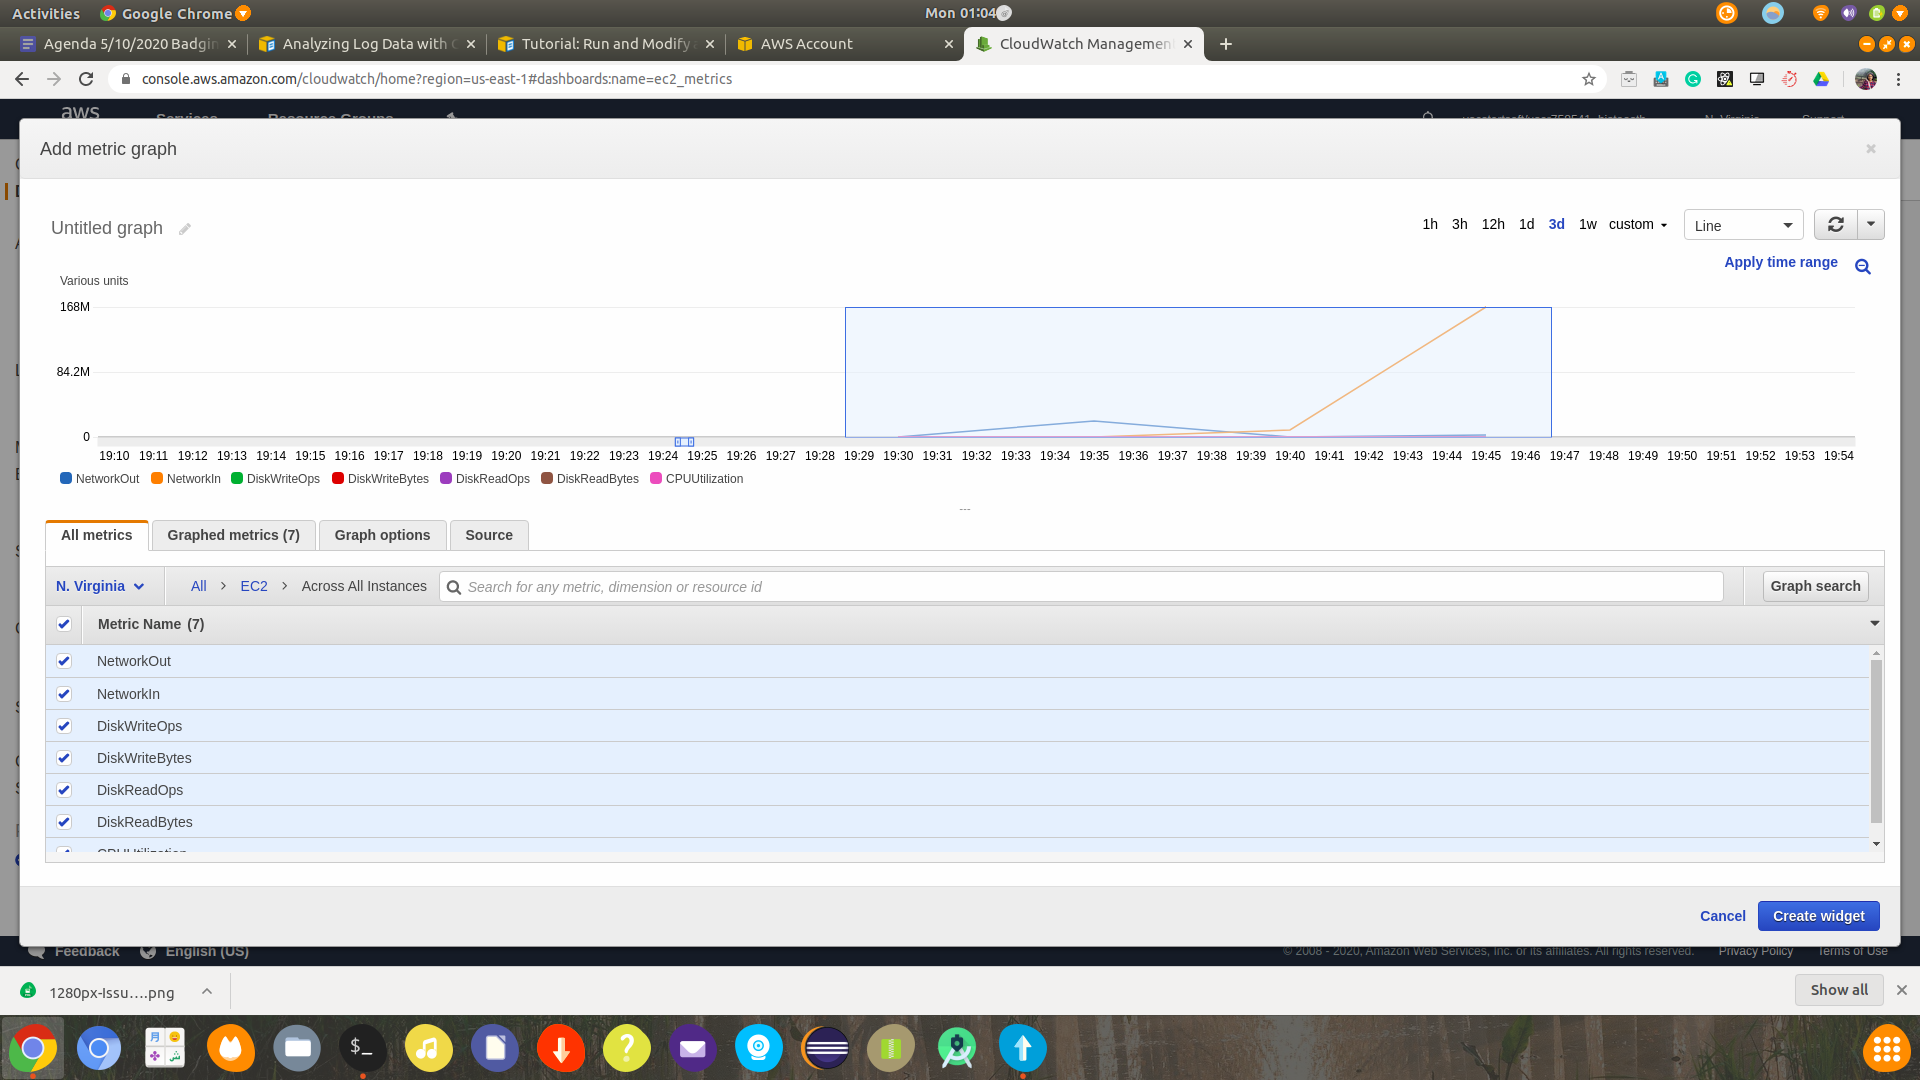 Activities Google Chrome Mon 01:04
Agenda 5/10/2020 Badgin Analyzing Log Data with C Tutorial: Run and Modify a AWS Account CloudWatch Management
console.aws.amazon.com/cloudwatch/home?region=us-east-1#dashboards:name=ec2_metrics
aws Services Resource Groups N. Virginia Support
Add metric graph
Untitled graph 1h 3h 12h 1d 3d 1w custom Line
Apply time range
Various units
168M
84.2M
0
19:10 19:11 19:12 19:13 19:14 19:15 19:16 19:17 19:18 19:19 19:20 19:21 19:22 19:23 19:24 19:25 19:26 19:27 19:28 19:29 19:30 19:31 19:32 19:33 19:34 19:35 19:36 19:37 19:38 19:39 19:40 19:41 19:42 19:43 19:44 19:45 19:46 19:47 19:48 19:49 19:50 19:51 19:52 19:53 19:54
NetworkOut NetworkIn DiskWriteOps DiskWriteBytes DiskReadOps DiskReadBytes CPUUtilization
All metrics Graphed metrics (7) Graph options Source
N. Virginia All EC2 Across All Instances Search for any metric, dimension or resource id Graph search
Metric Name (7)
NetworkOut
NetworkIn
DiskWriteOps
DiskWriteBytes
DiskReadOps
DiskReadBytes
CPUUtilization
Cancel Create widget
Feedback English (US) © 2008 - 2020, Amazon Web Services, Inc. or its affiliates. All rights reserved. Privacy Policy Terms of Use
1280px-Issu….png Show all